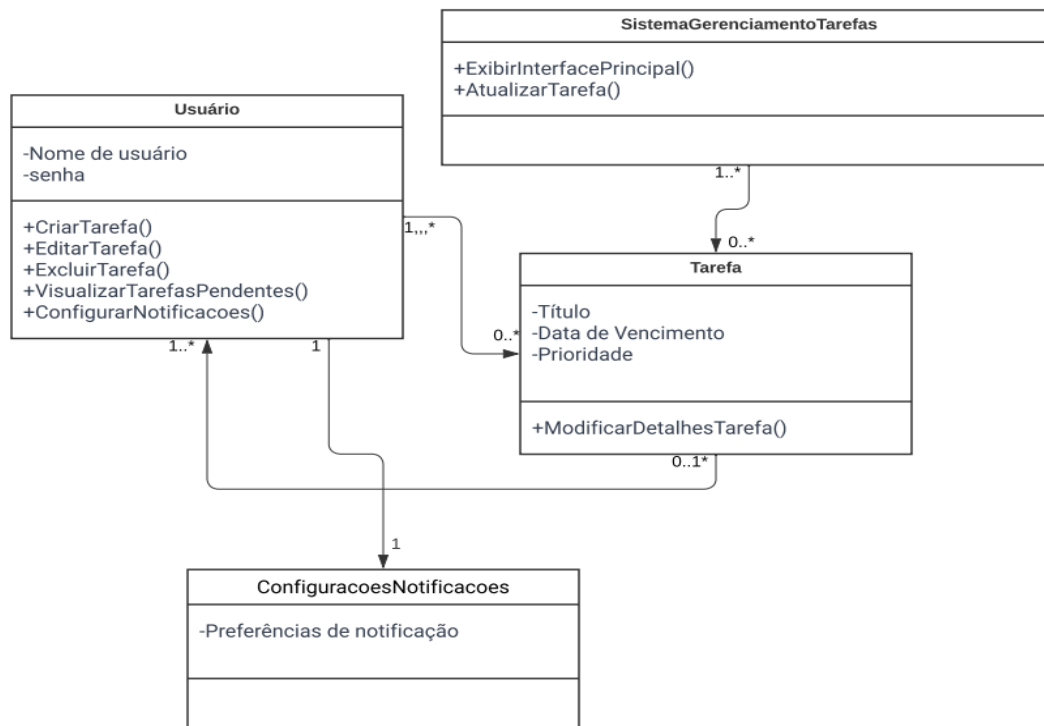 SistemaGerenciamentoTarefas
+ExibirInterfacePrincipal()
+AtualizarTarefa()
Usuário
-Nome de usuário
-senha
+CriarTarefa()
+EditarTarefa()
+ExcluirTarefa()
+VisualizarTarefasPendentes()
+ConfigurarNotificacoes()
1..*
0..*
1,,,*
0..*
Tarefa
-Título
-Data de Vencimento
-Prioridade
+ModificarDetalhesTarefa()
1..*
1
0..1*
1
ConfiguracoesNotificacoes
-Preferências de notificação